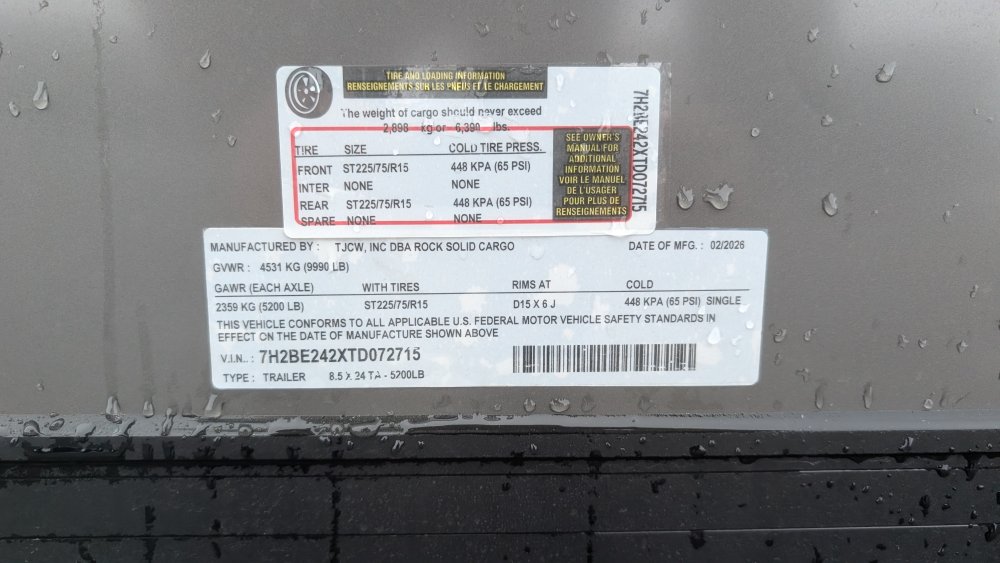 TIRE AND LOADING INFORMATION
RENSEIGNEMENTS SUR LES PNEUS ET LE CHARGEMENT
The weight of cargo should never exceed
2,898 kg or 6,390 lbs.
TIRE SIZE COLD TIRE PRESS.
FRONT ST225/75/R15 448 KPA (65 PSI)
INTER NONE NONE
REAR ST225/75/R15 448 KPA (65 PSI)
SPARE NONE NONE
SEE OWNER'S
MANUAL FOR
ADDITIONAL
INFORMATION
VOIR LE MANUEL
DE L'USAGER
POUR PLUS DE
RENSEIGNEMENTS
7H2BE242XTD072715
MANUFACTURED BY : TJCW, INC DBA ROCK SOLID CARGO DATE OF MFG. : 02/2026
GVWR : 4531 KG (9990 LB)
GAWR (EACH AXLE) WITH TIRES RIMS AT COLD
2359 KG (5200 LB) ST225/75/R15 D15 X 6 J 448 KPA (65 PSI) SINGLE
THIS VEHICLE CONFORMS TO ALL APPLICABLE U.S. FEDERAL MOTOR VEHICLE SAFETY STANDARDS IN
EFFECT ON THE DATE OF MANUFACTURE SHOWN ABOVE
V.I.N.. : 7H2BE242XTD072715
TYPE : TRAILER 8.5 X 24 TA - 5200LB